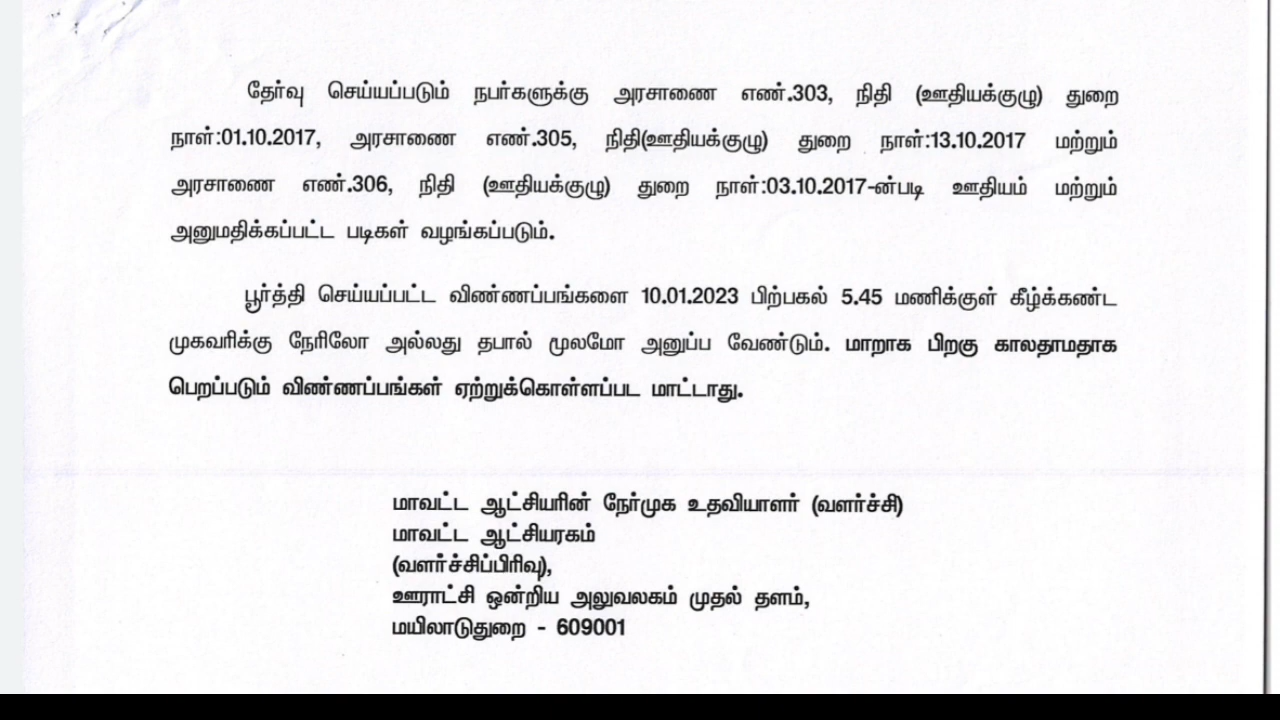 தேர்வு செய்யப்படும் நபர்களுக்கு அரசாணை எண்.303, நிதி (ஊதியக்குழு) துறை
நாள்:01.10.2017, அரசாணை எண்.305, நிதி(ஊதியக்குழு) துறை நாள்:13.10.2017 மற்றும்
அரசாணை எண்.306, நிதி (ஊதியக்குழு) துறை நாள்:03.10.2017-ன்படி ஊதியம் மற்றும்
அனுமதிக்கப்பட்ட படிகள் வழங்கப்படும்.
பூர்த்தி செய்யப்பட்ட விண்ணப்பங்களை 10.01.2023 பிற்பகல் 5.45 மணிக்குள் கீழ்க்கண்ட
முகவரிக்கு நேரிலோ அல்லது தபால் மூலமோ அனுப்ப வேண்டும். மாறாக பிறகு காலதாமதாக
பெறப்படும் விண்ணப்பங்கள் ஏற்றுக்கொள்ளப்பட மாட்டாது.
மாவட்ட ஆட்சியரின் நேர்முக உதவியாளர் (வளர்ச்சி)
மாவட்ட ஆட்சியரகம்
(வளர்ச்சிப்பிரிவு),
ஊராட்சி ஒன்றிய அலுவலகம் முதல் தளம்,
மயிலாடுதுறை - 609001